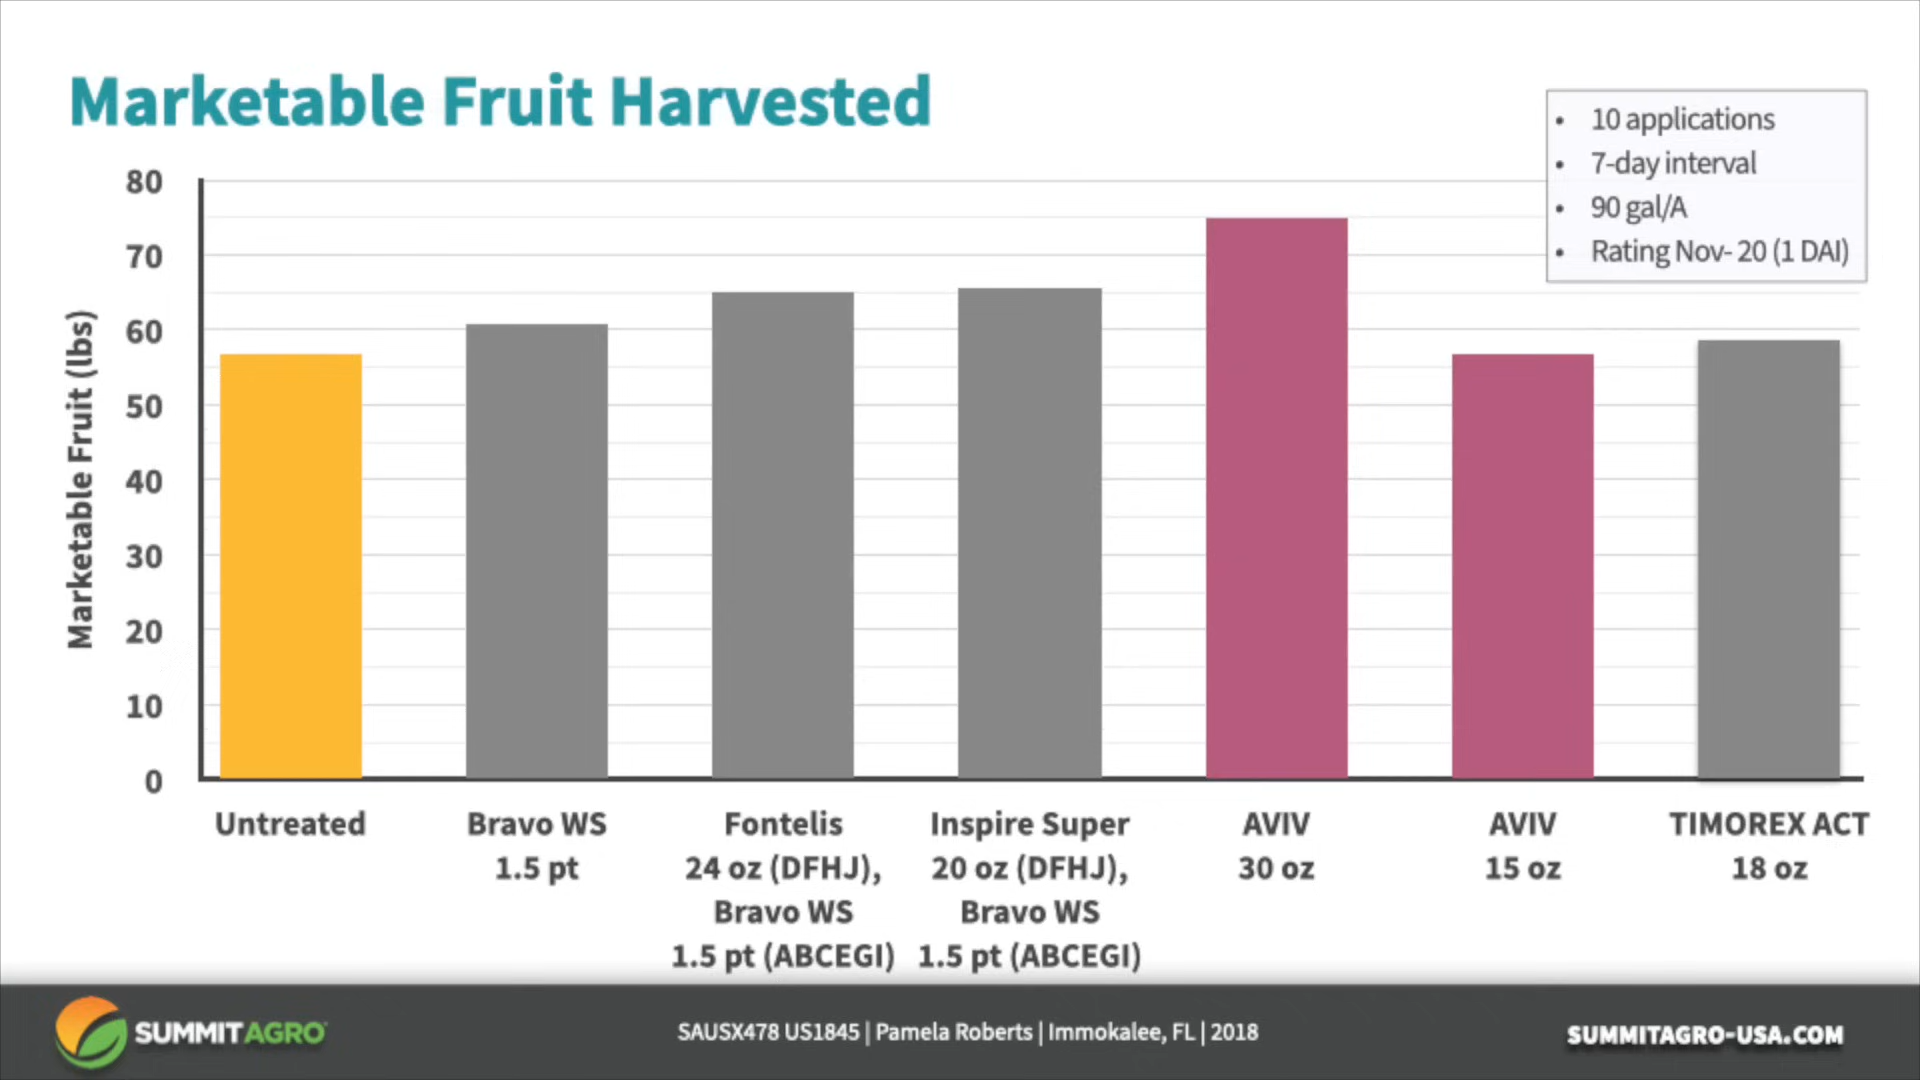 Marketable Fruit Harvested
• 10 applications
• 7-day interval
• 90 gal/A
• Rating Nov- 20 (1 DAI)
Marketable Fruit (lbs)
80
70
60
50
40
30
20
10
0
Untreated
Bravo WS
1.5 pt
Fontelis
24 oz (DFHJ),
Bravo WS
1.5 pt (ABCEGI)
Inspire Super
20 oz (DFHJ),
Bravo WS
1.5 pt (ABCEGI)
AVIV
30 oz
AVIV
15 oz
TIMOREX ACT
18 oz
SUMMITAGRO
SAUSX478 US1845 | Pamela Roberts | Immokalee, FL | 2018
SUMMITAGRO-USA.COM